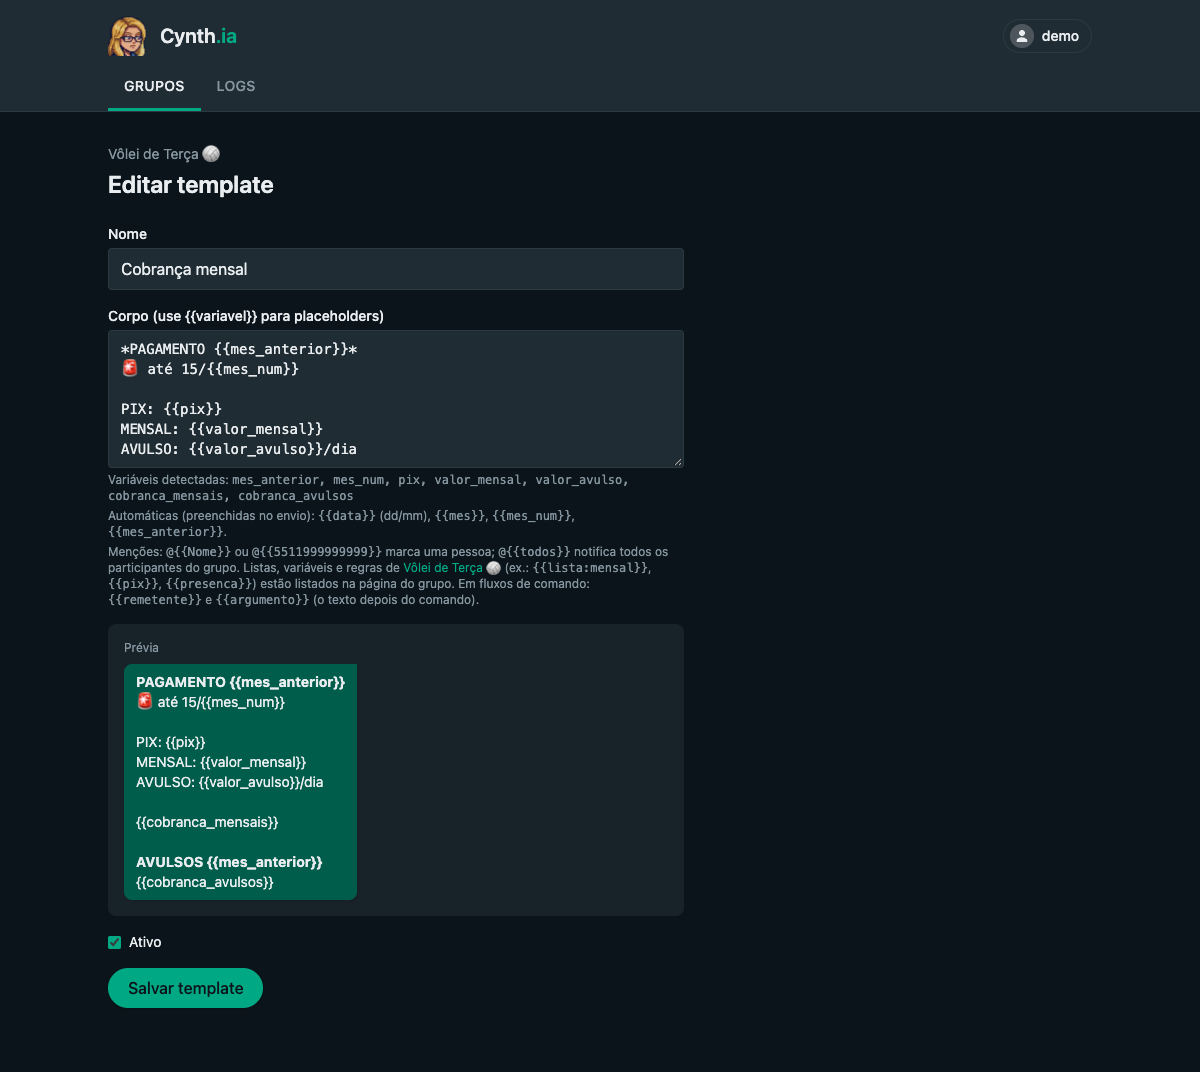 Cynth.ia
demo
GRUPOS
LOGS
Vôlei de Terça
Editar template
Nome
Cobrança mensal
Corpo (use {{variavel}} para placeholders)
*PAGAMENTO {{mes_anterior}}*
🚨 até 15/{{mes_num}}
PIX: {{pix}}
MENSAL: {{valor_mensal}}
AVULSO: {{valor_avulso}}/dia
Variáveis detectadas: mes_anterior, mes_num, pix, valor_mensal, valor_avulso,
cobranca_mensais, cobranca_avulsos
Automáticas (preenchidas no envio): {{data}} (dd/mm), {{mes}}, {{mes_num}},
{{mes_anterior}}.
Menções: @{{Nome}} ou @{{5511999999999}} marca uma pessoa; @{{todos}} notifica todos os
participantes do grupo. Listas, variáveis e regras de Vôlei de Terça 🏐 (ex.: {{lista:mensal}},
{{pix}}, {{presenca}}) estão listados na página do grupo. Em fluxos de comando:
{{remetente}} e {{argumento}} (o texto depois do comando).
Prévia
PAGAMENTO {{mes_anterior}}
🚨 até 15/{{mes_num}}
PIX: {{pix}}
MENSAL: {{valor_mensal}}
AVULSO: {{valor_avulso}}/dia
{{cobranca_mensais}}
AVULSOS {{mes_anterior}}
{{cobranca_avulsos}}
Ativo
Salvar template